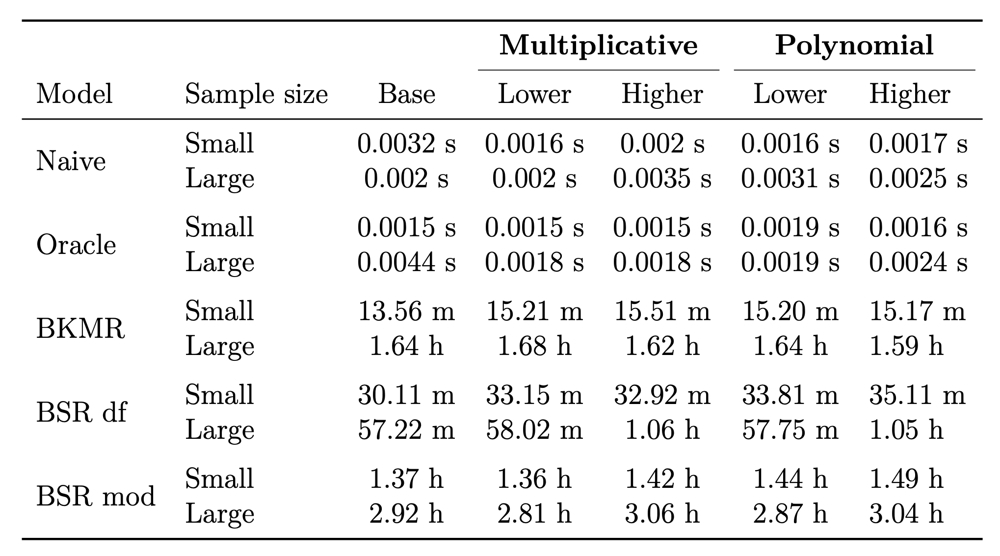 Multiplicative Polynomial
Model Sample size Base Lower Higher Lower Higher
Small 0.0032 s 0.0016 s 0.002 s 0.0016 s 0.0017 s
Naive
Large 0.002 s 0.002 s 0.0035 s 0.0031 s 0.0025 s
Small 0.0015 s 0.0015 s 0.0015 s 0.0019 s 0.0016 s
Oracle
Large 0.0044 s 0.0018 s 0.0018 s 0.0019 s 0.0024 s
Small 13.56 m 15.21 m 15.51 m 15.20 m 15.17 m
BKMR
Large 1.64 h 1.68 h 1.62 h 1.64 h 1.59 h
Small 30.11 m 33.15 m 32.92 m 33.81 m 35.11 m
BSR df
Large 57.22 m 58.02 m 1.06 h 57.75 m 1.05 h
Small 1.37 h 1.36 h 1.42 h 1.44 h 1.49 h
BSR mod
Large 2.92 h 2.81 h 3.06 h 2.87 h 3.04 h